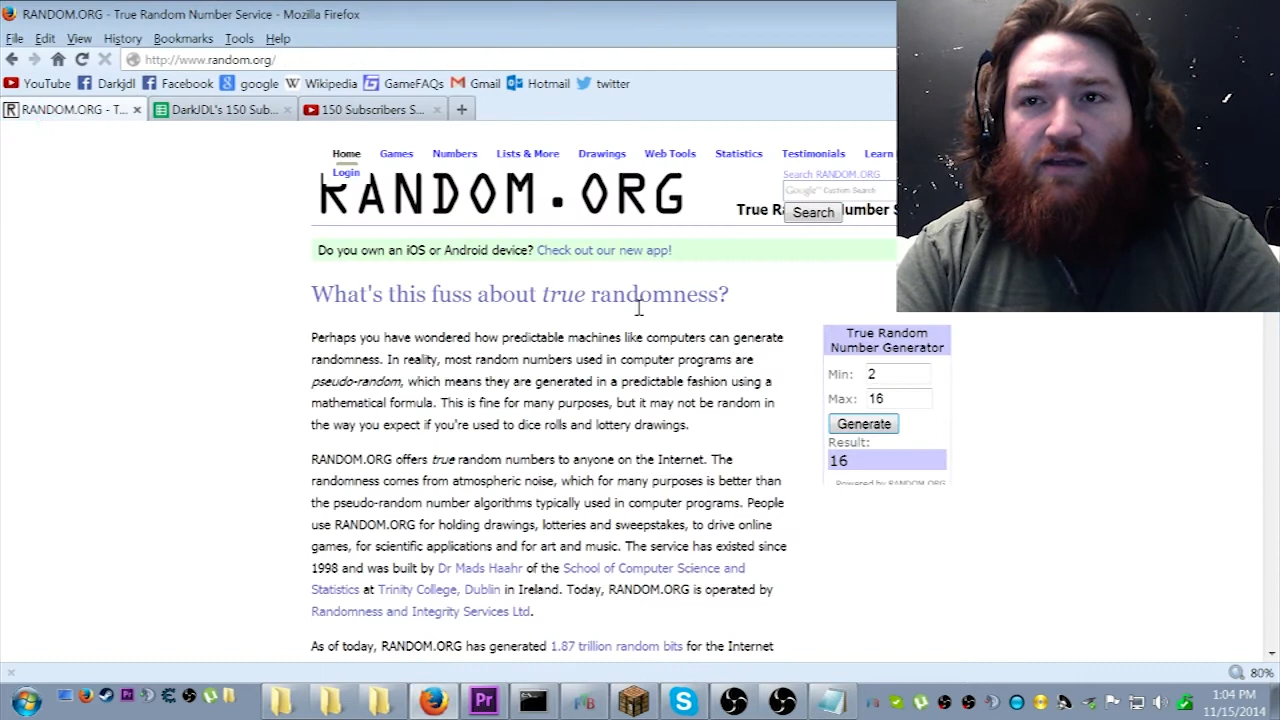 RANDOM.ORG - True Random Number Service - Mozilla Firefox
File Edit View History Bookmarks Tools Help
http://www.random.org/
YouTube Darkjdl Facebook google Wikipedia GameFAQs Gmail Hotmail twitter
RANDOM.ORG - T... DarkJDL's 150 Sub... 150 Subscribers S...
Home Games Numbers Lists & More Drawings Web Tools Statistics Testimonials Learn
Login
Search RANDOM.ORG
Google™ Custom Search
RANDOM.ORG
Search
Do you own an iOS or Android device? Check out our new app!
What's this fuss about true randomness?
Perhaps you have wondered how predictable machines like computers can generate
randomness. In reality, most random numbers used in computer programs are
pseudo-random, which means they are generated in a predictable fashion using a
mathematical formula. This is fine for many purposes, but it may not be random in
the way you expect if you're used to dice rolls and lottery drawings.
RANDOM.ORG offers true random numbers to anyone on the Internet. The
randomness comes from atmospheric noise, which for many purposes is better than
the pseudo-random number algorithms typically used in computer programs. People
use RANDOM.ORG for holding drawings, lotteries and sweepstakes, to drive online
games, for scientific applications and for art and music. The service has existed since
1998 and was built by Dr Mads Haahr of the School of Computer Science and
Statistics at Trinity College, Dublin in Ireland. Today, RANDOM.ORG is operated by
Randomness and Integrity Services Ltd.
As of today, RANDOM.ORG has generated 1.87 trillion random bits for the Internet
True Random
Number Generator
Min: 2
Max: 16
Generate
Result:
16
Powered by RANDOM.ORG
80%
Pr
1:04 PM
11/15/2014